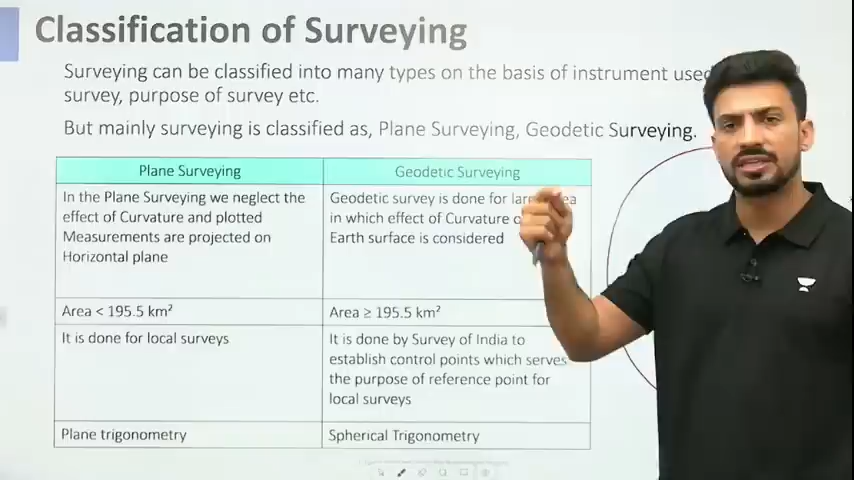 Classification of Surveying
Surveying can be classified into many types on the basis of instrument
survey, purpose of survey etc.
But mainly surveying is classified as, Plane Surveying, Geodetic Surveying.
Plane Surveying
Geodetic Surveying
In the Plane Surveying we neglect the
effect of Curvature and plotted
Measurements are projected on
Horizontal plane
Geodetic survey is done for
in which effect of Curvature
Earth surface is considered
Area < 195.5 km²
Area ≥ 195.5 km²
It is done for local surveys
It is done by Survey of India to
establish control points which serves
the purpose of reference point for
local surveys
Plane trigonometry
Spherical Trigonometry